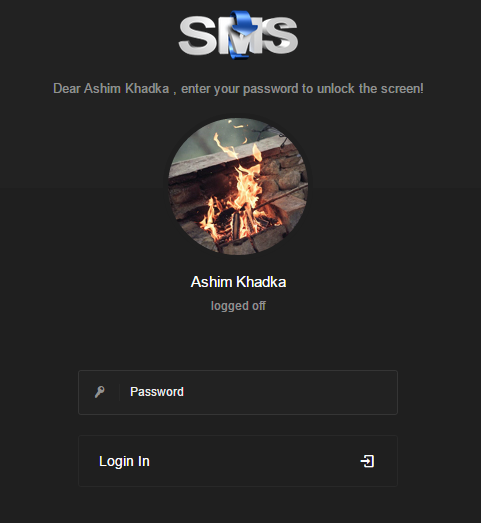 SMS
Dear Ashim Khadka , enter your password to unlock the screen!
Ashim Khadka
logged off
Password
Login In